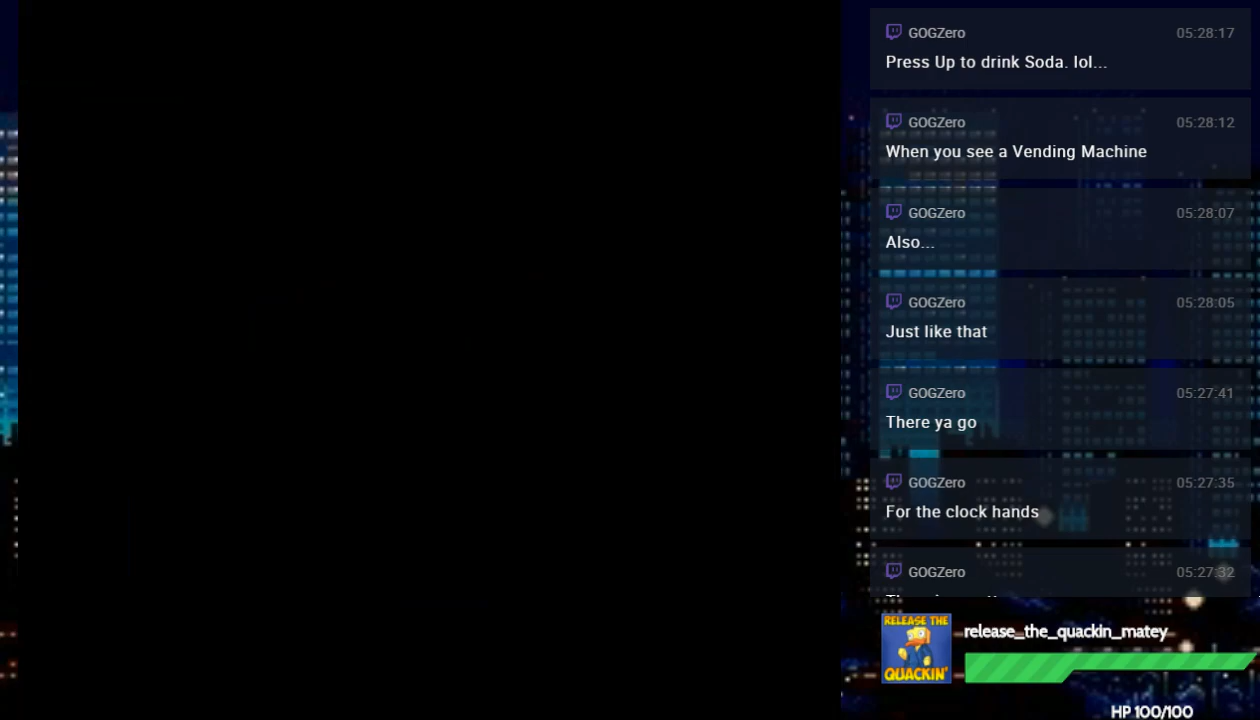 GOGZero 05:28:17
Press Up to drink Soda. lol...
GOGZero 05:28:12
When you see a Vending Machine
GOGZero 05:28:07
Also...
GOGZero 05:28:05
Just like that
GOGZero 05:27:41
There ya go
GOGZero 05:27:35
For the clock hands
GOGZero 05:27:32
RELEASE THE
QUACKIN'
release_the_quackin_matey
HP 100/100